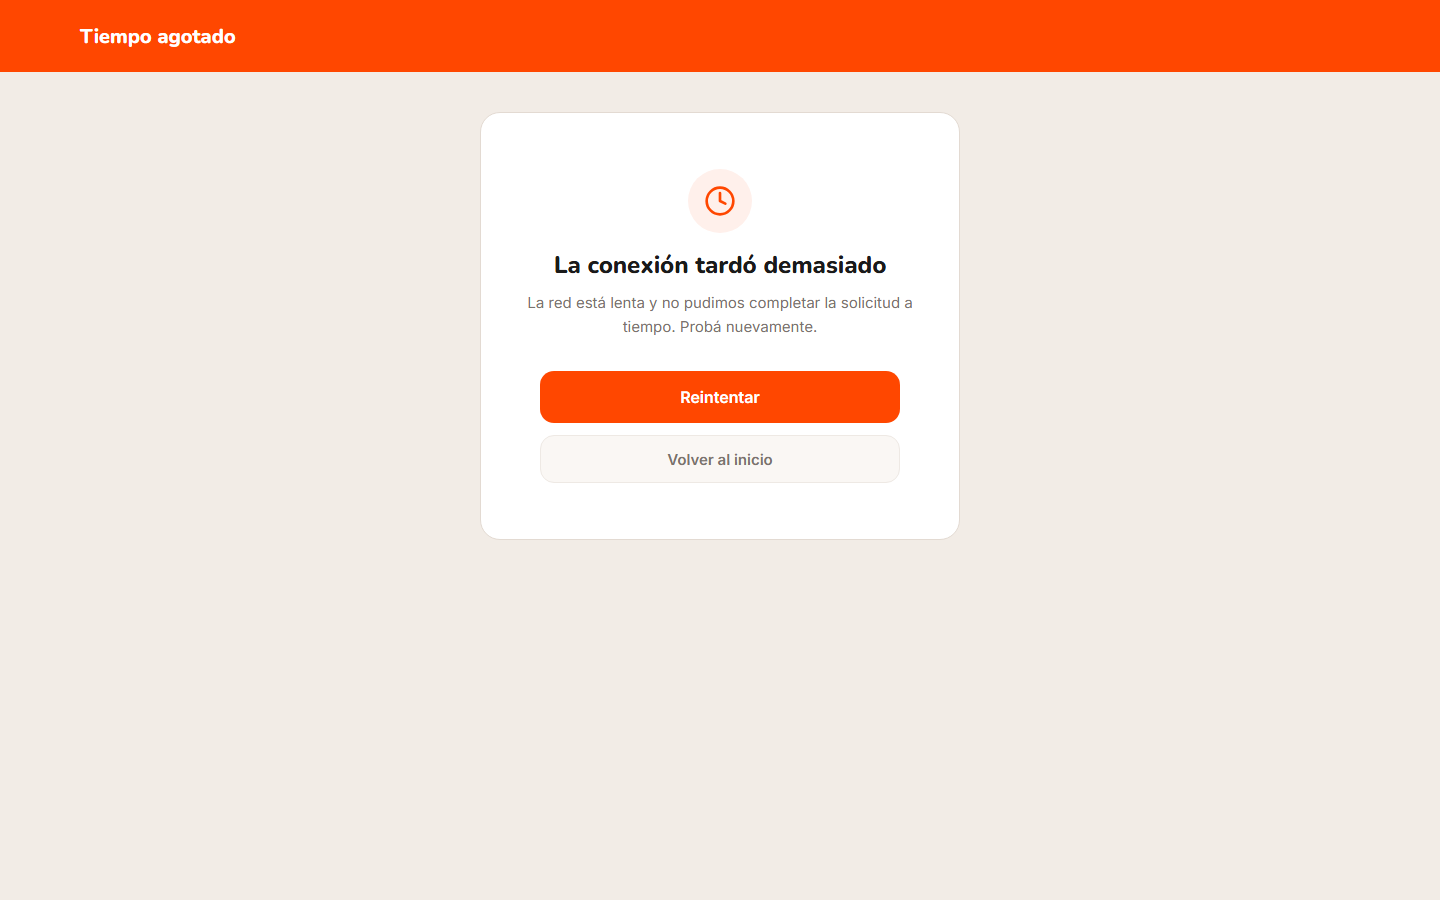 Tiempo agotado
La conexión tardó demasiado
La red está lenta y no pudimos completar la solicitud a
tiempo. Probá nuevamente.
Reintentar
Volver al inicio